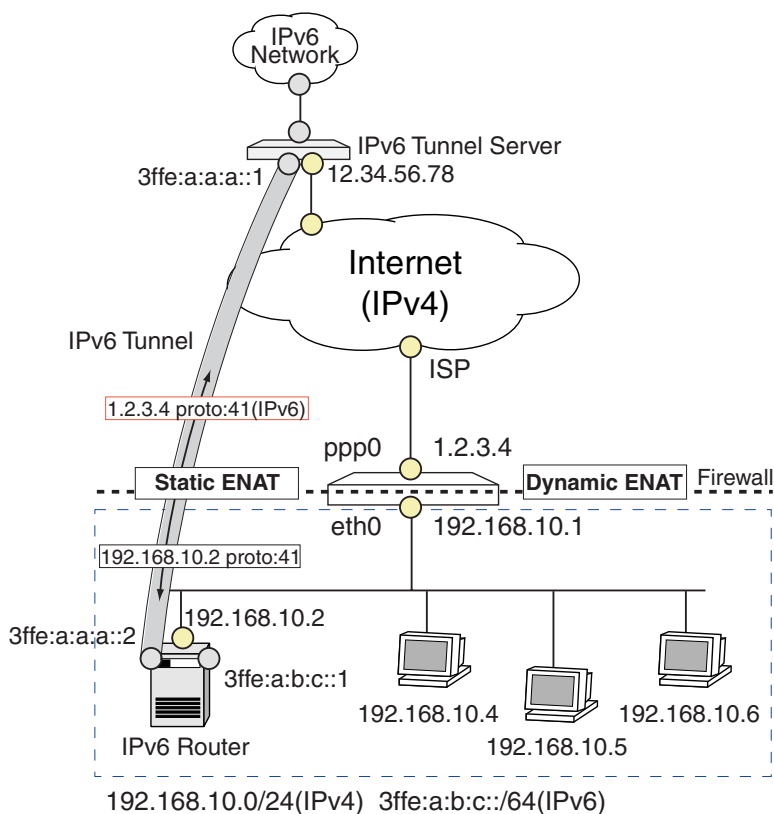 IPv6
Network
IPv6 Tunnel Server
3ffe:a:a:a::1
12.34.56.78
Internet
(IPv4)
IPv6 Tunnel
ISP
1.2.3.4 proto:41(IPv6)
ppp0
1.2.3.4
Static ENAT
Dynamic ENAT
Firewall
eth0
192.168.10.1
192.168.10.2 proto:41
192.168.10.2
3ffe:a:a:a::2
3ffe:a:b:c::1
192.168.10.4
192.168.10.6
IPv6 Router
192.168.10.5
192.168.10.0/24(IPv4) 3ffe:a:b:c::/64(IPv6)